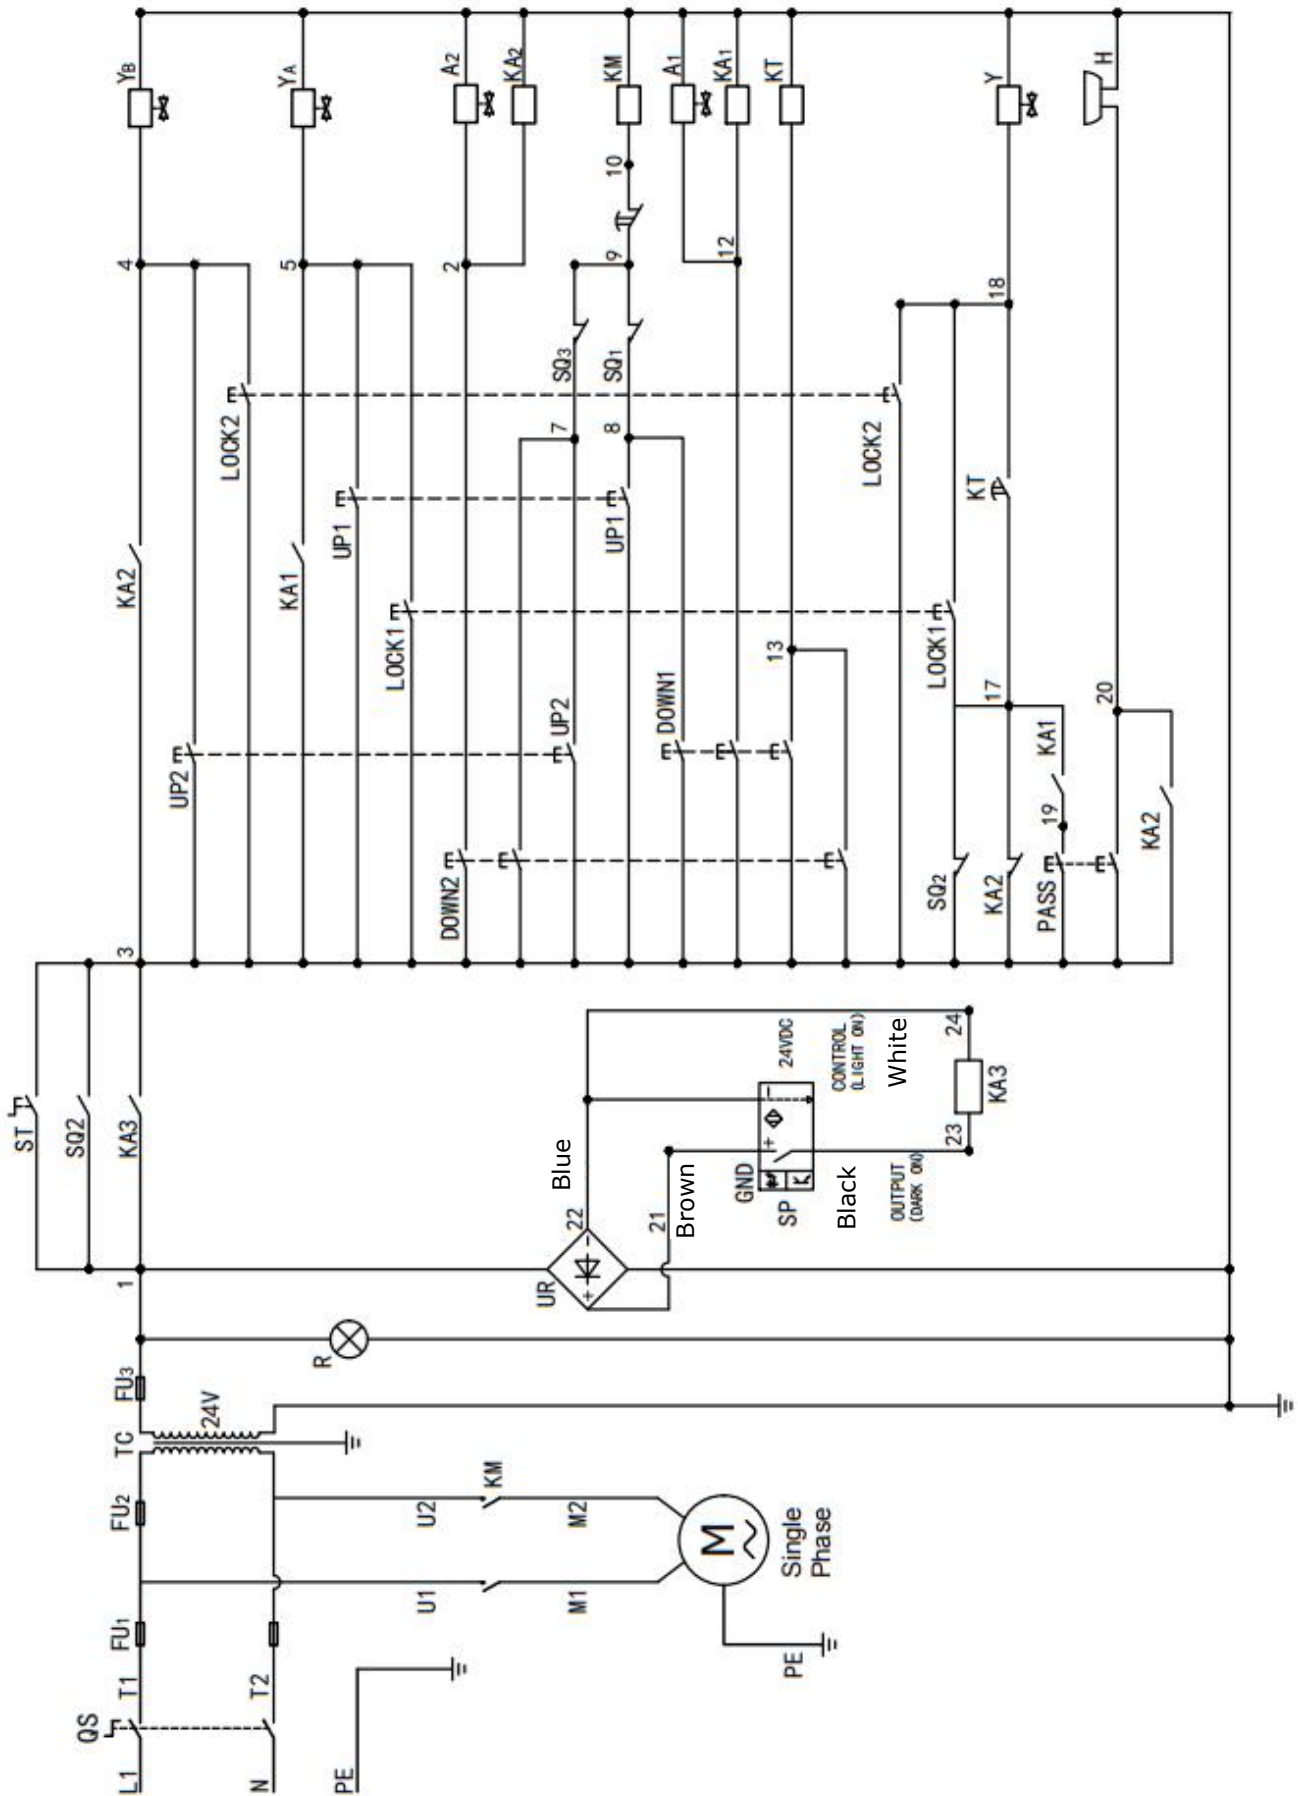 YB
YA
A2
KA2
KM
A1
KA1
KT
Y
H
10
4
5
2
9
12
18
SQ3
SQ1
LOCK2
LOCK2
7
8
KT
UP1
UP1
KA2
KA1
LOCK1
LOCK1
13
17
20
UP2
UP2
DOWN1
KA1
19
KA2
DOWN2
SQ2
KA2
PASS
3
ST
SQ2
KA3
24VDC
CONTROL
(LIGHT ON)
White
24
KA3
23
Blue
Brown
GND
SP
Black
OUTPUT
(DARK ON)
22
21
1
UR
+
-
+
-
R
FU3
24V
TC
FU2
U2
KM
M2
M
Single
Phase
FU1
U1
M1
PE
T1
T2
QS
L1
N
PE